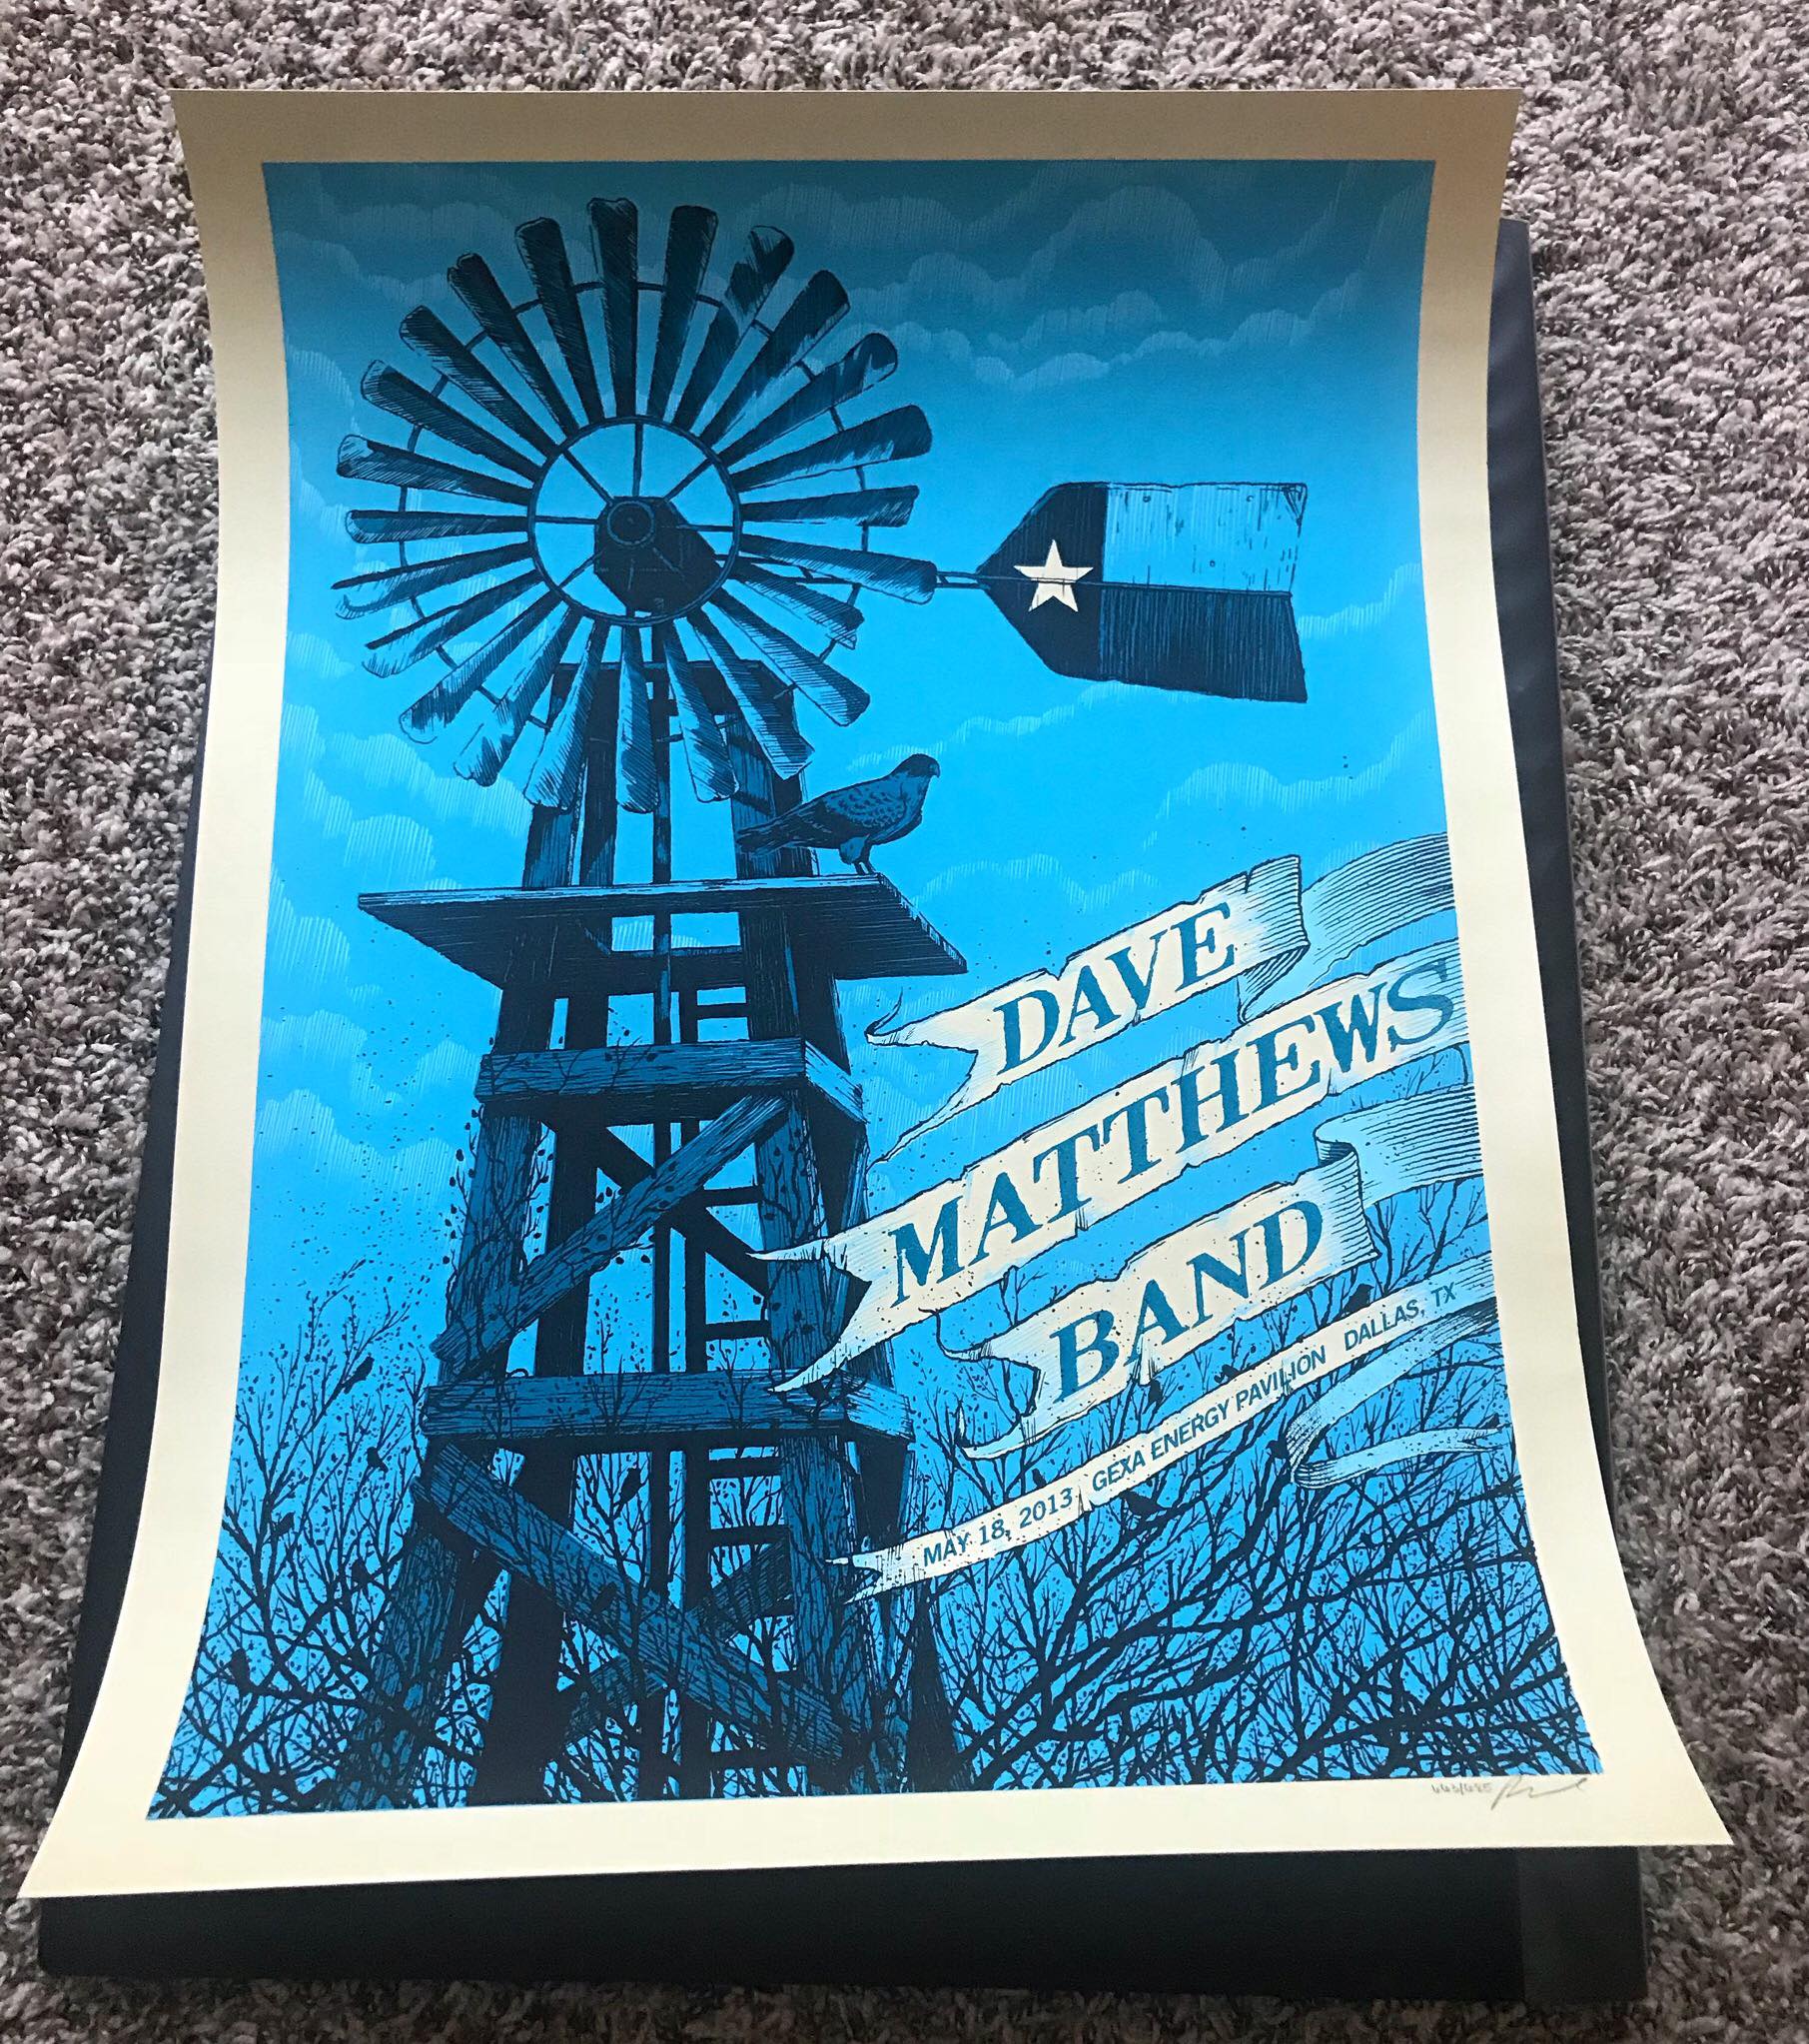 DAVE
MATTHEWS
BAND
MAY 18, 2013 GEXA ENERGY PAVILION DALLAS, TX